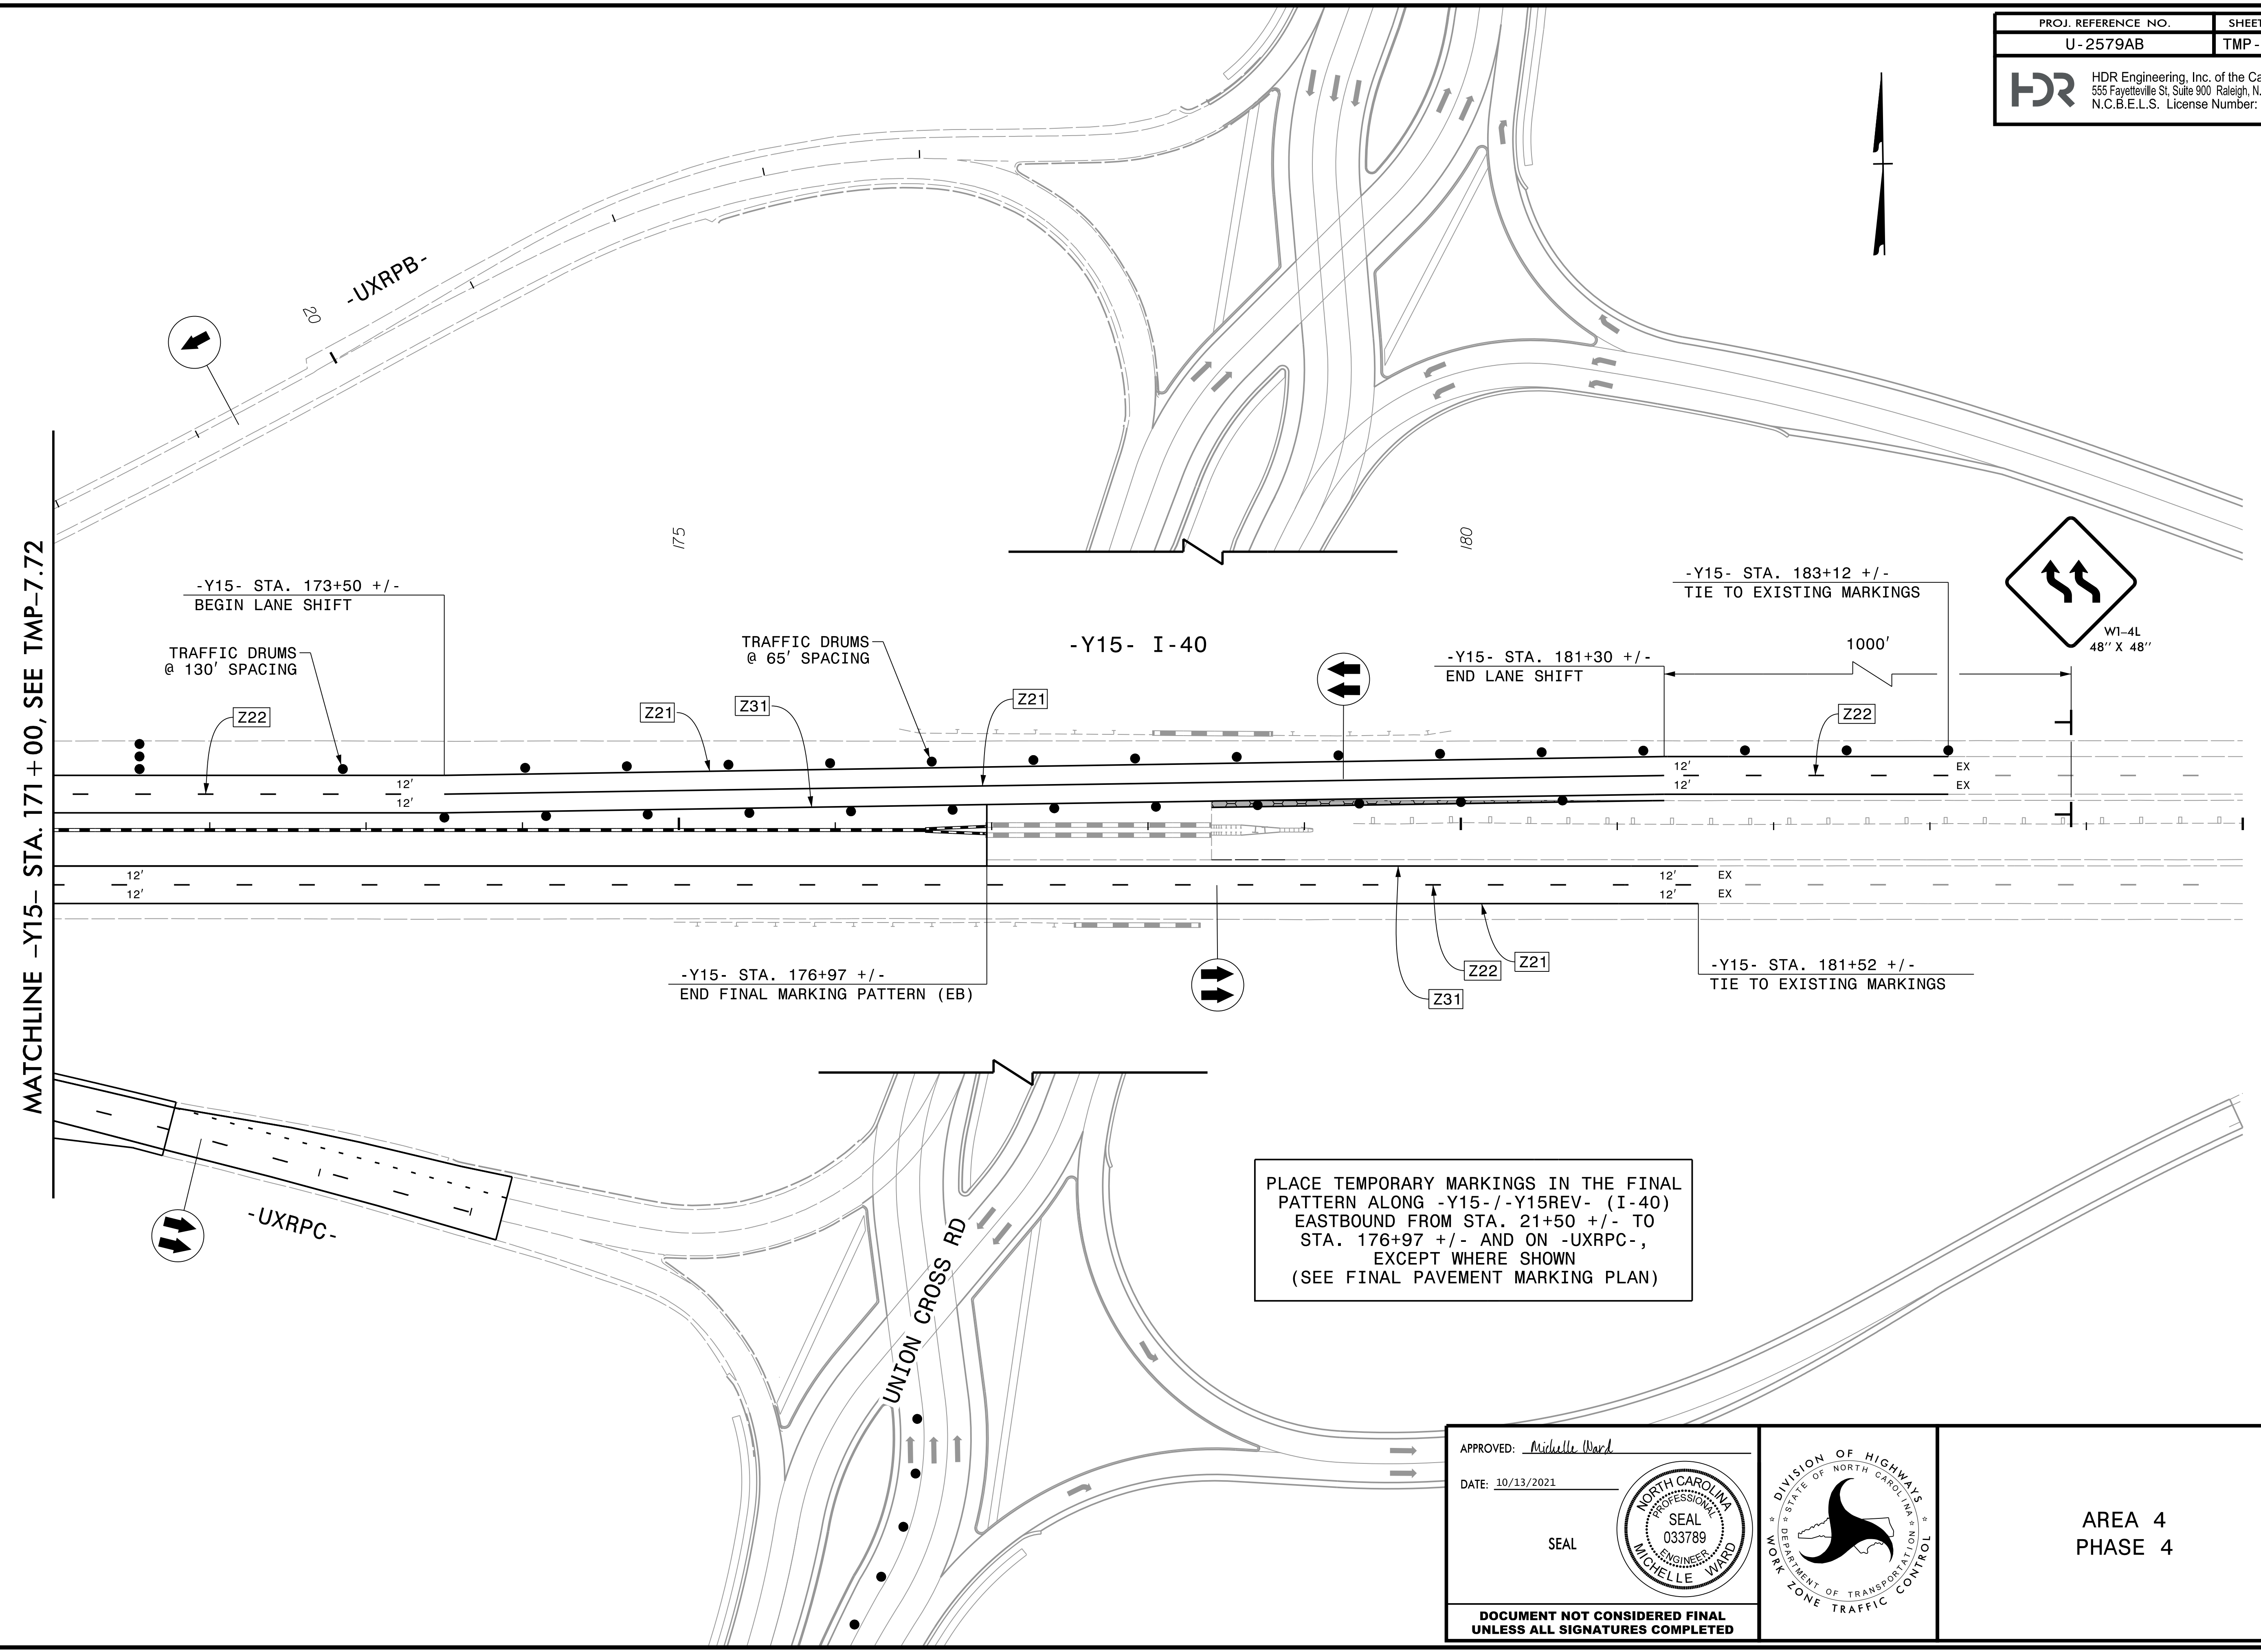 PROJ. REFERENCE NO.
SHEET
U-2579AB
TMP-
HDR
HDR Engineering, Inc. of the Ca
555 Fayetteville St, Suite 900 Raleigh, N.
N.C.B.E.L.S. License Number:
-UXRPB-
20
175
180
MATCHLINE -Y15- STA. 171+00, SEE TMP-7.72
-Y15- STA. 173+50 +/-
BEGIN LANE SHIFT
TRAFFIC DRUMS
@ 130' SPACING
TRAFFIC DRUMS
@ 65' SPACING
-Y15- I-40
-Y15- STA. 183+12 +/-
TIE TO EXISTING MARKINGS
-Y15- STA. 181+30 +/-
END LANE SHIFT
1000'
W1-4L
48" X 48"
Z22
Z21
Z31
Z21
Z22
12'
12'
12'
12'
EX
EX
12'
12'
12'
12'
EX
EX
-Y15- STA. 176+97 +/-
END FINAL MARKING PATTERN (EB)
Z31
Z22
Z21
-Y15- STA. 181+52 +/-
TIE TO EXISTING MARKINGS
-UXRPC-
UNION CROSS RD
PLACE TEMPORARY MARKINGS IN THE FINAL
PATTERN ALONG -Y15-/-Y15REV- (I-40)
EASTBOUND FROM STA. 21+50 +/- TO
STA. 176+97 +/- AND ON -UXRPC-,
EXCEPT WHERE SHOWN
(SEE FINAL PAVEMENT MARKING PLAN)
APPROVED: Michelle Ward
DATE: 10/13/2021
SEAL
NORTH CAROLINA
PROFESSIONAL
SEAL
033789
ENGINEER
MICHELLE WARD
DOCUMENT NOT CONSIDERED FINAL
UNLESS ALL SIGNATURES COMPLETED
DIVISION OF HIGHWAYS
STATE OF NORTH CAROLINA
DEPARTMENT OF TRANSPORTATION
WORK ZONE TRAFFIC CONTROL
AREA 4
PHASE 4